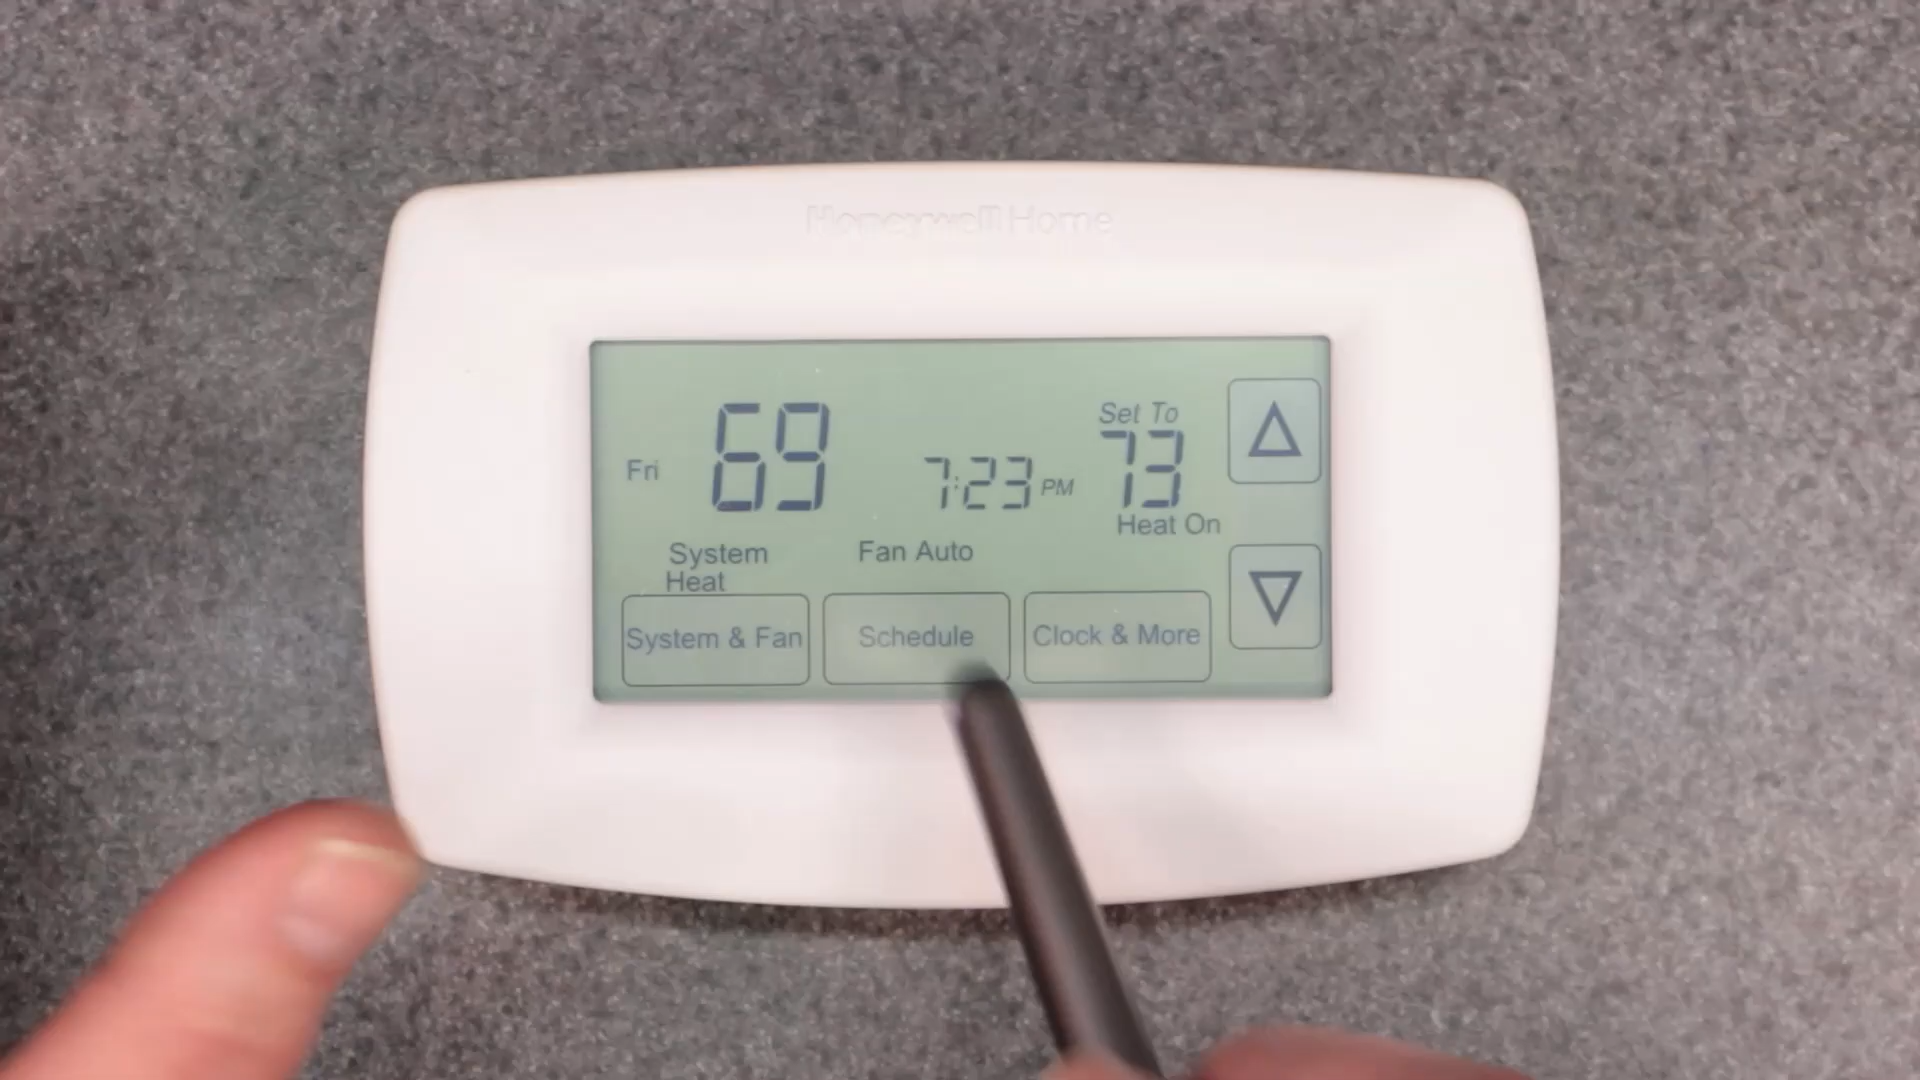 Honeywell Home
Set To
Fri 69 7:23 PM 73
Heat On
System Fan Auto
Heat
System & Fan Schedule Clock & More